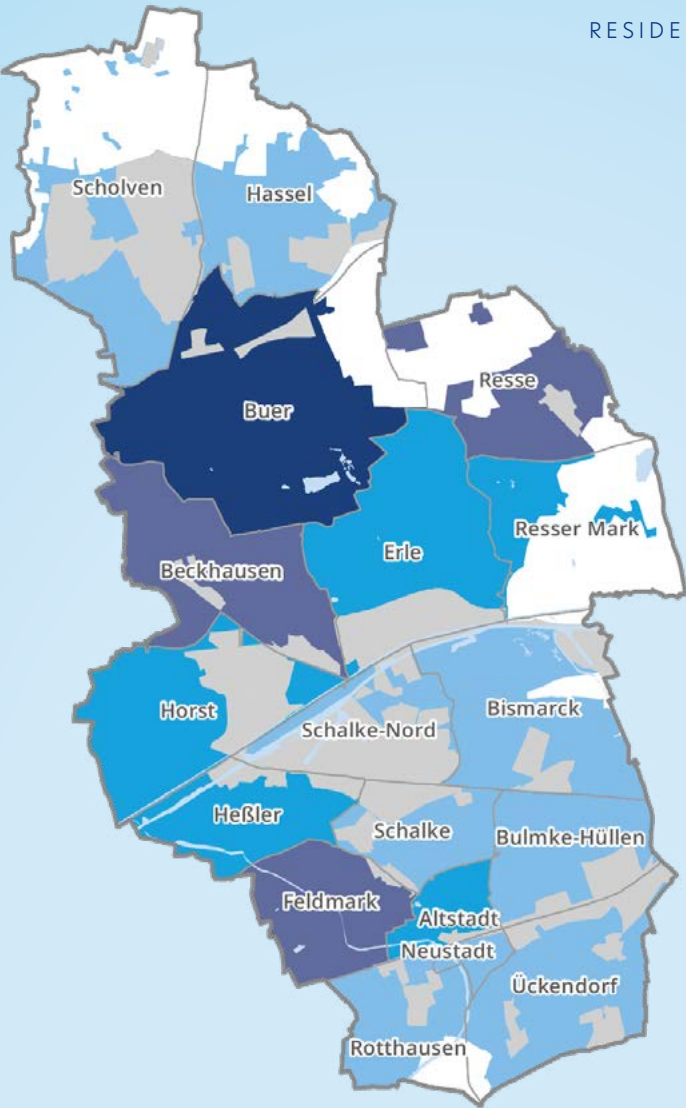 RESIDE
Scholven
Hassel
Resse
Buer
Resser Mark
Erle
Beckhausen
Horst
Bismarck
Schalke-Nord
Heßler
Schalke
Bulmke-Hüllen
Feldmark
Altstadt
Neustadt
Ückendorf
Rotthausen